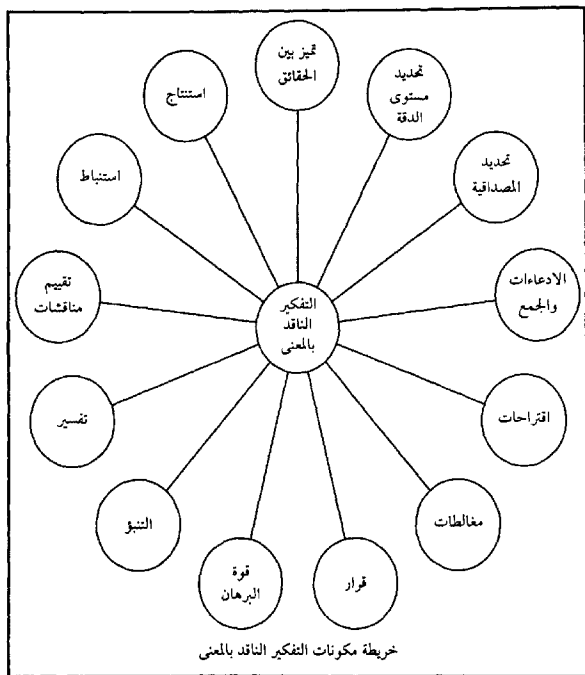 تميز بين
الحقائق
تحديد
مستوى
الدقة
تحديد
المصداقية
الادعاءات
والجمع
اقتراحات
مغالطات
قرار
قوة
البرهان
التنبؤ
تفسير
تقييم
مناقشات
استنباط
استنتاج
التفكير
الناقد
بالمعنى
خريطة مكونات التفكير الناقد بالمعنى